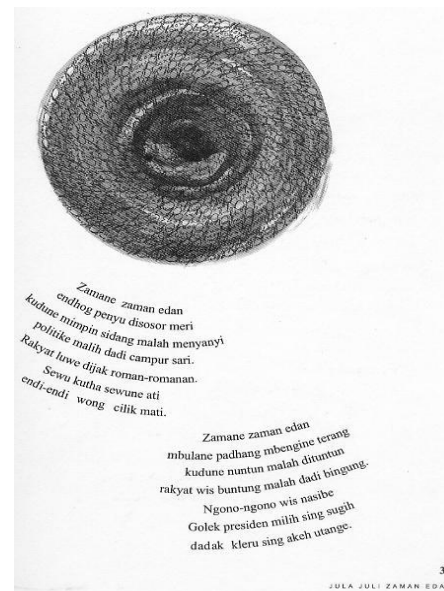 Zamane zaman edan
endhog penyu disosor meri
kudune mimpin sidang malah menyanyi
politike malih dadi campur sari.
Rakyat luwe dijak roman-romanan.
Sewu kutha sewune ati
endi-endi wong cilik mati.
Zamane zaman edan
mbulane padhang mbengine terang
kudune nuntun malah dituntun
rakyat wis buntung malah dadi bingung.
Ngono-ngono wis nasibe
Golek presiden milih sing sugih
dadak kleru sing akeh utange.
3
JULA JULI ZAMAN EDA